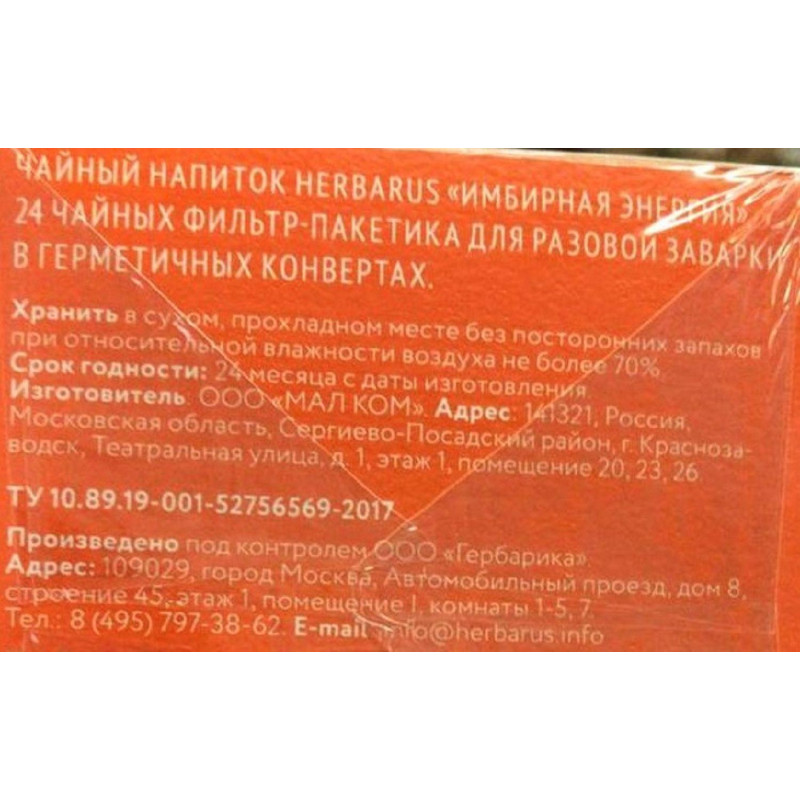 ЧАЙНЫЙ НАПИТОК HERBARUS «ИМБИРНАЯ ЭНЕРГИЯ»
24 ЧАЙНЫХ ФИЛЬТР-ПАКЕТИКА ДЛЯ РАЗОВОЙ ЗАВАРКИ
В ГЕРМЕТИЧНЫХ КОНВЕРТАХ.
Хранить в сухом, прохладном месте без посторонних запахов
при относительной влажности воздуха не более 70%
Срок годности: 24 месяца с даты изготовления
Изготовитель: ООО «МАЛ КОМ». Адрес: 141321, Россия,
Московская область, Сергиево-Посадский район, г. Красноза-
водск, Театральная улица, д. 1, этаж 1, помещение 20, 23, 26
ТУ 10.89.19-001-52756569-2017
Произведено под контролем ООО «Гербарика»
Адрес: 109029, город Москва, Автомобильный проезд, дом 8,
строение 45, этаж 1, помещение I, комнаты 1-5, 7.
Тел.: 8 (495) 797-38-62. E-mail info@herbarus.info